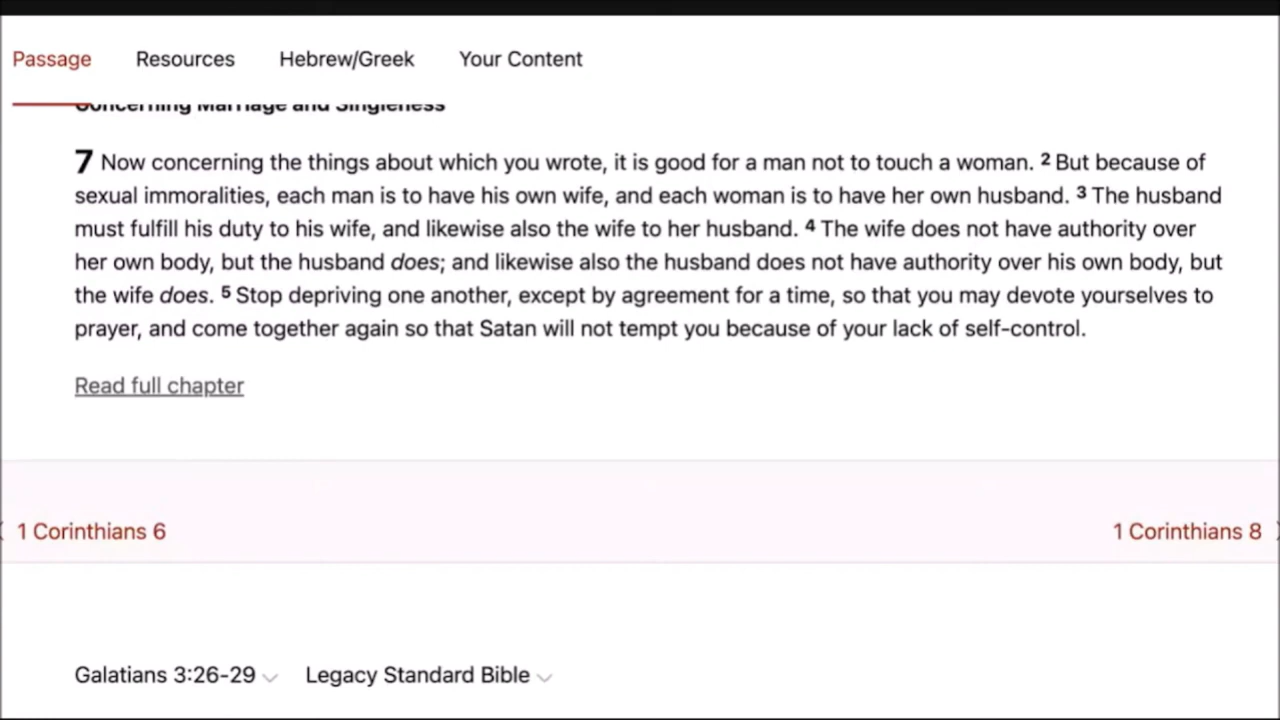 Passage Resources Hebrew/Greek Your Content
Concerning Marriage and Singleness
7 Now concerning the things about which you wrote, it is good for a man not to touch a woman. 2 But because of
sexual immoralities, each man is to have his own wife, and each woman is to have her own husband. 3 The husband
must fulfill his duty to his wife, and likewise also the wife to her husband. 4 The wife does not have authority over
her own body, but the husband does; and likewise also the husband does not have authority over his own body, but
the wife does. 5 Stop depriving one another, except by agreement for a time, so that you may devote yourselves to
prayer, and come together again so that Satan will not tempt you because of your lack of self-control.
Read full chapter
1 Corinthians 6 1 Corinthians 8
Galatians 3:26-29 Legacy Standard Bible